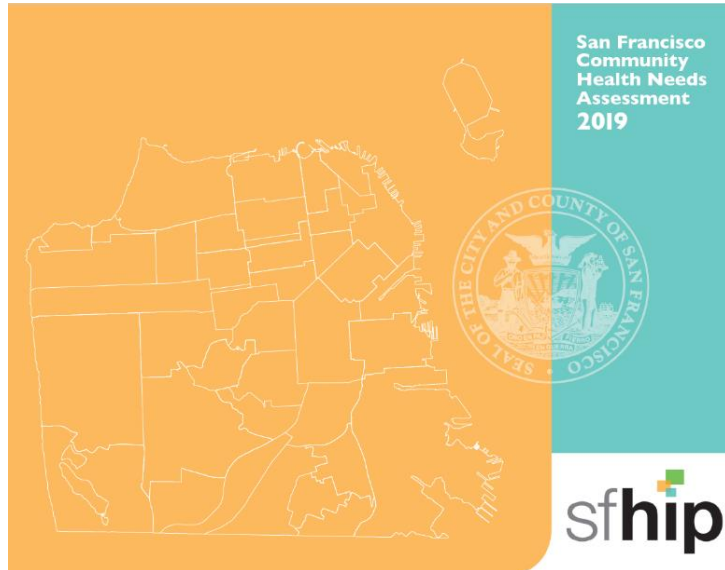 San Francisco
Community
Health Needs
Assessment
2019
SEAL OF THE CITY AND COUNTY OF SAN FRANCISCO
sfhip